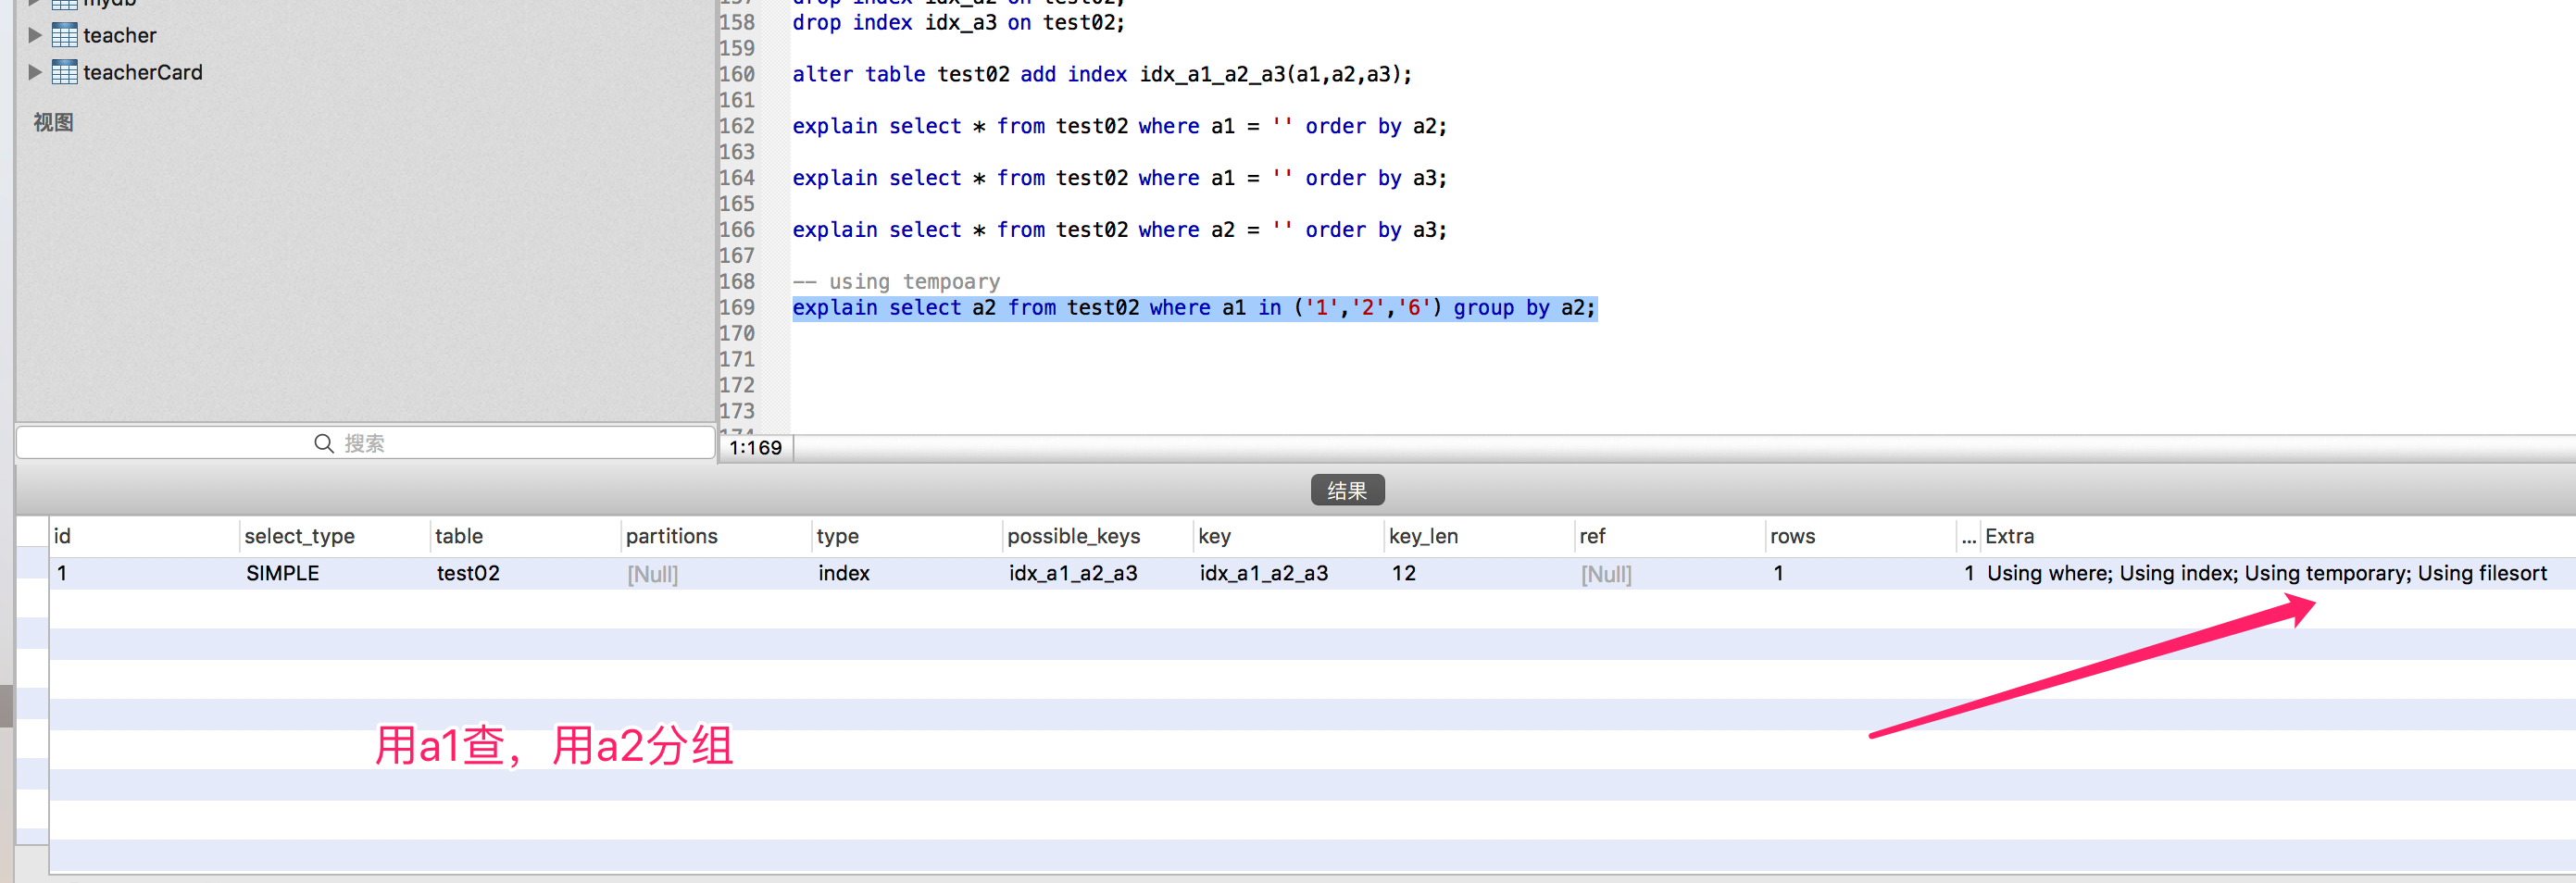 mydb
teacher
teacherCard
视图
搜索
158 drop index idx_a3 on test02;
159
160 alter table test02 add index idx_a1_a2_a3(a1,a2,a3);
161
162 explain select * from test02 where a1 = '' order by a2;
163
164 explain select * from test02 where a1 = '' order by a3;
165
166 explain select * from test02 where a2 = '' order by a3;
167
168 -- using tempoary
169 explain select a2 from test02 where a1 in ('1','2','6') group by a2;
170
171
172
173
1:169
结果
id select_type table partitions type possible_keys key key_len ref rows ... Extra
1 SIMPLE test02 [Null] index idx_a1_a2_a3 idx_a1_a2_a3 12 [Null] 1 1 Using where; Using index; Using temporary; Using filesort
用a1查，用a2分组